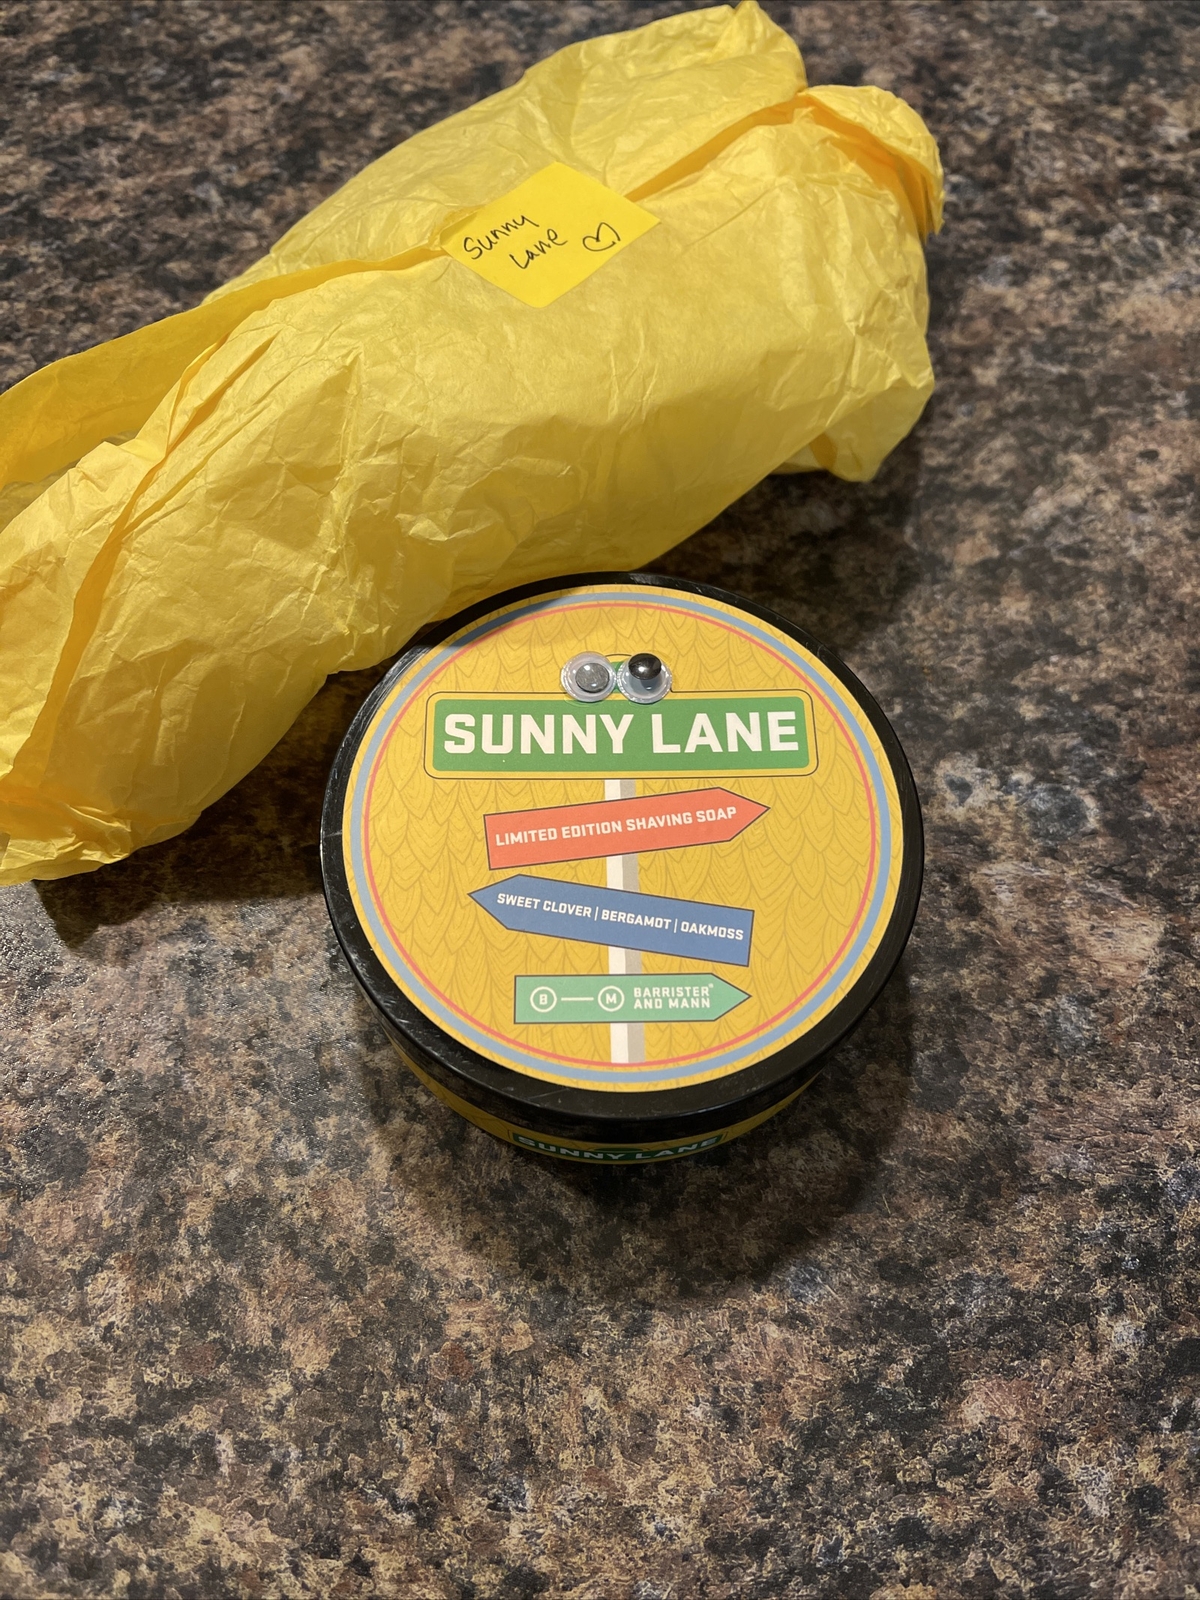 Sunny
Lane
SUNNY LANE
LIMITED EDITION SHAVING SOAP
SWEET CLOVER | BERGAMOT | OAKMOSS
B M BARRISTER®
AND MANN
SUNNY LANE